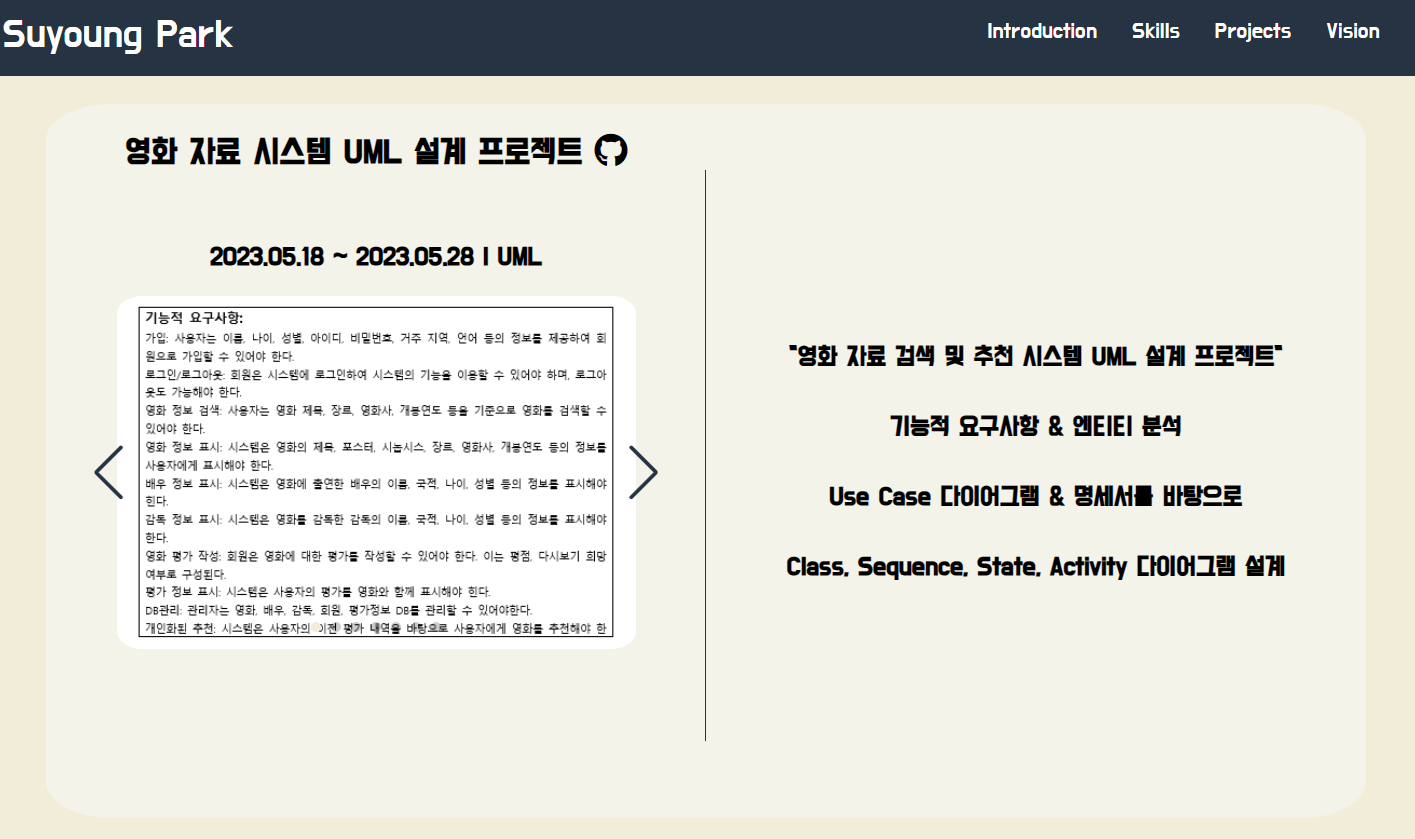 Suyoung Park
Introduction Skills Projects Vision
영화 자료 시스템 UML 설계 프로젝트
2023.05.18 ~ 2023.05.28 | UML
기능적 요구사항:
가입: 사용자는 이름, 나이, 성별, 아이디, 비밀번호, 거주 지역, 언어 등의 정보를 제공하여 회
원으로 가입할 수 있어야 한다.
로그인/로그아웃: 회원은 시스템에 로그인하여 시스템의 기능을 이용할 수 있어야 하며, 로그아
웃도 가능해야 한다.
영화 정보 검색: 사용자는 영화 제목, 장르, 영화사, 개봉연도 등을 기준으로 영화를 검색할 수
있어야 한다.
영화 정보 표시: 시스템은 영화의 제목, 포스터, 시놉시스, 장르, 영화사, 개봉연도 등의 정보를
사용자에게 표시해야 한다.
배우 정보 표시: 시스템은 영화에 출연한 배우의 이름, 국적, 나이, 성별 등의 정보를 표시해야
한다.
감독 정보 표시: 시스템은 영화를 감독한 감독의 이름, 국적, 나이, 성별 등의 정보를 표시해야
한다.
영화 평가 작성: 회원은 영화에 대한 평가를 작성할 수 있어야 한다. 이는 평점, 다시보기 희망
여부로 구성된다.
평가 정보 표시: 시스템은 사용자의 평가를 영화와 함께 표시해야 한다.
DB관리: 관리자는 영화, 배우, 감독, 회원, 평가정보 DB를 관리할 수 있어야한다.
개인화된 추천: 시스템은 사용자의 이전 평가 내역을 바탕으로 사용자에게 영화를 추천해야 한
"영화 자료 검색 및 추천 시스템 UML 설계 프로젝트"
기능적 요구사항 & 엔티티 분석
Use Case 다이어그램 & 명세서를 바탕으로
Class, Sequence, State, Activity 다이어그램 설계